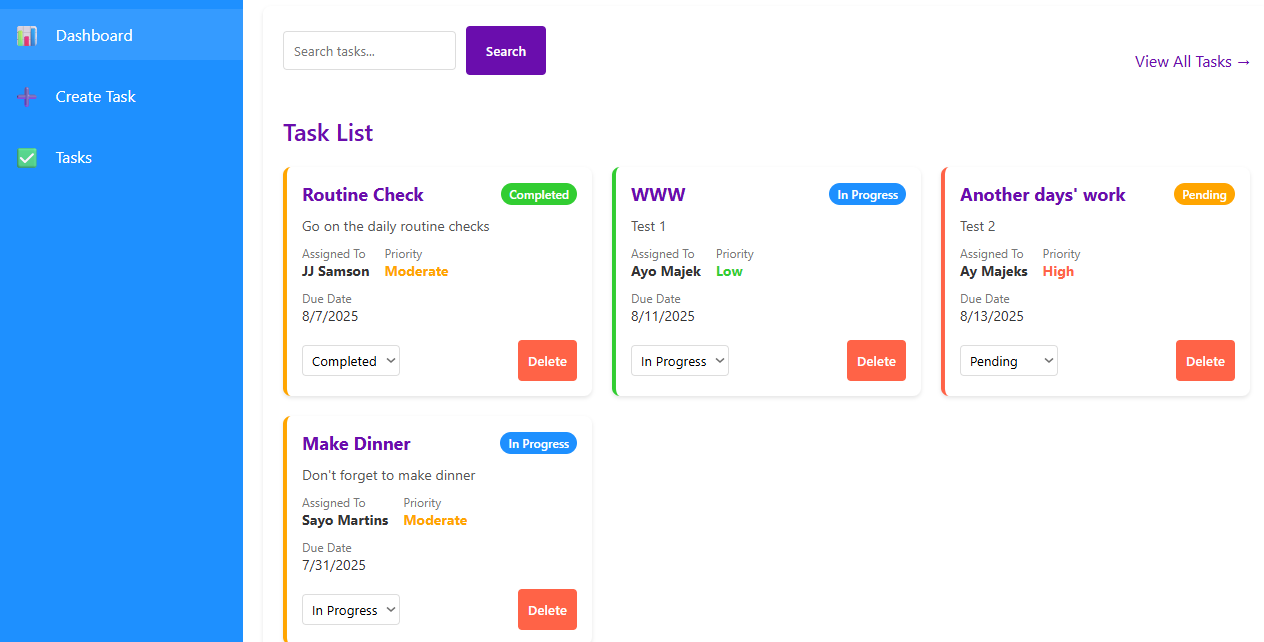 Dashboard
Create Task
Tasks
Search tasks...
Search
View All Tasks →
Task List
Routine Check
Completed
Go on the daily routine checks
Assigned To Priority
JJ Samson Moderate
Due Date
8/7/2025
Completed
Delete
WWW
In Progress
Test 1
Assigned To Priority
Ayo Majek Low
Due Date
8/11/2025
In Progress
Delete
Another days' work
Pending
Test 2
Assigned To Priority
Ay Majeks High
Due Date
8/13/2025
Pending
Delete
Make Dinner
In Progress
Don't forget to make dinner
Assigned To Priority
Sayo Martins Moderate
Due Date
7/31/2025
In Progress
Delete